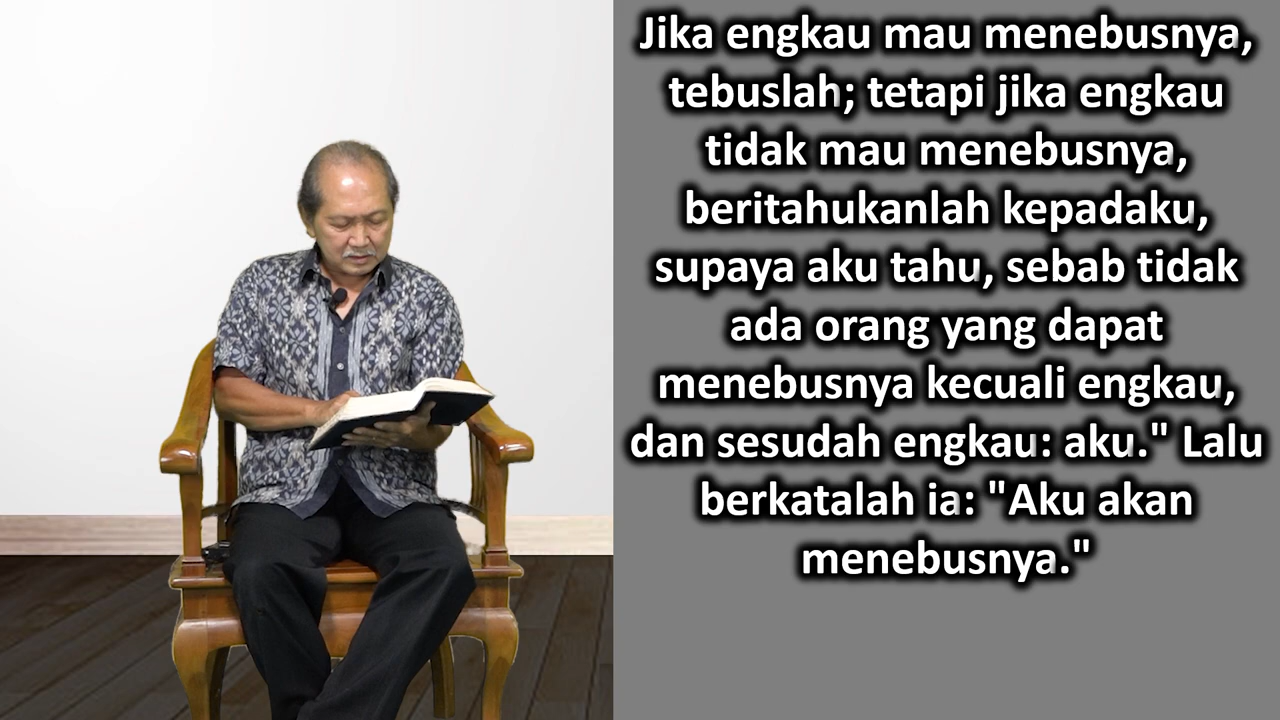 Jika engkau mau menebusnya,
tebuslah; tetapi jika engkau
tidak mau menebusnya,
beritahukanlah kepadaku,
supaya aku tahu, sebab tidak
ada orang yang dapat
menebusnya kecuali engkau,
dan sesudah engkau: aku." Lalu
berkatalah ia: "Aku akan
menebusnya."